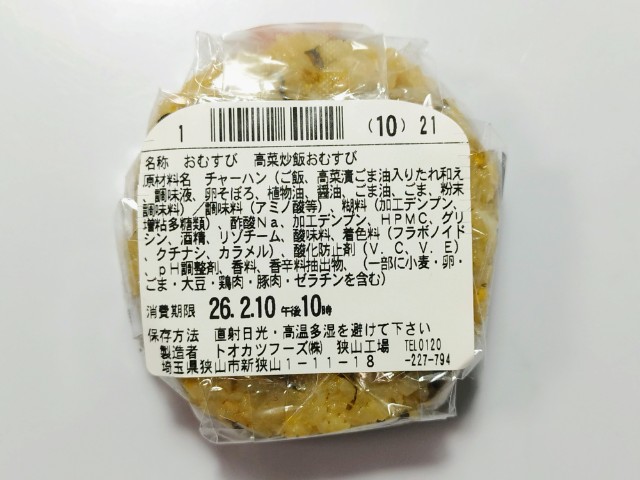 1 (10) 21
名称 おむすび 高菜炒飯おむすび
原材料名 チャーハン(ご飯、高菜漬ごま油入りたれ和え
、調味液、卵そぼろ、植物油、醤油、ごま油、ごま、粉末
調味料)/調味料(アミノ酸等)、糊料(加工デンプン、
増粘多糖類)、酢酸Na、加工デンプン、HPMC、グリ
シン、酒精、リゾチーム、酸味料、着色料(フラボノイド
、クチナシ、カラメル)、酸化防止剤(V.C、V.E)
、pH調整剤、香料、香辛料抽出物、(一部に小麦・卵・
ごま・大豆・鶏肉・豚肉・ゼラチンを含む)
消費期限 26.2.10 午後10時
保存方法 直射日光・高温多湿を避けて下さい
製造者 トオカツフーズ(株) 狭山工場 TEL0120
埼玉県狭山市新狭山1-11-18 -227-794